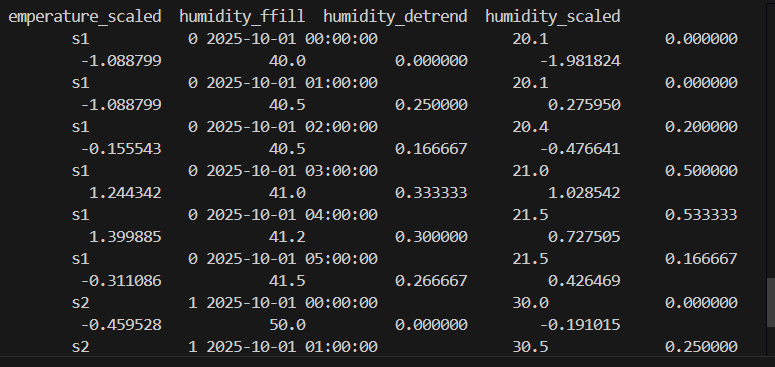 emperature_scaled humidity_ffill humidity_detrend humidity_scaled
s1 0 2025-10-01 00:00:00 20.1 0.000000
-1.088799 40.0 0.000000 -1.981824
s1 0 2025-10-01 01:00:00 20.1 0.000000
-1.088799 40.5 0.250000 0.275950
s1 0 2025-10-01 02:00:00 20.4 0.200000
-0.155543 40.5 0.166667 -0.476641
s1 0 2025-10-01 03:00:00 21.0 0.500000
1.244342 41.0 0.333333 1.028542
s1 0 2025-10-01 04:00:00 21.5 0.533333
1.399885 41.2 0.300000 0.727505
s1 0 2025-10-01 05:00:00 21.5 0.166667
-0.311086 41.5 0.266667 0.426469
s2 1 2025-10-01 00:00:00 30.0 0.000000
-0.459528 50.0 0.000000 -0.191015
s2 1 2025-10-01 01:00:00 30.5 0.250000